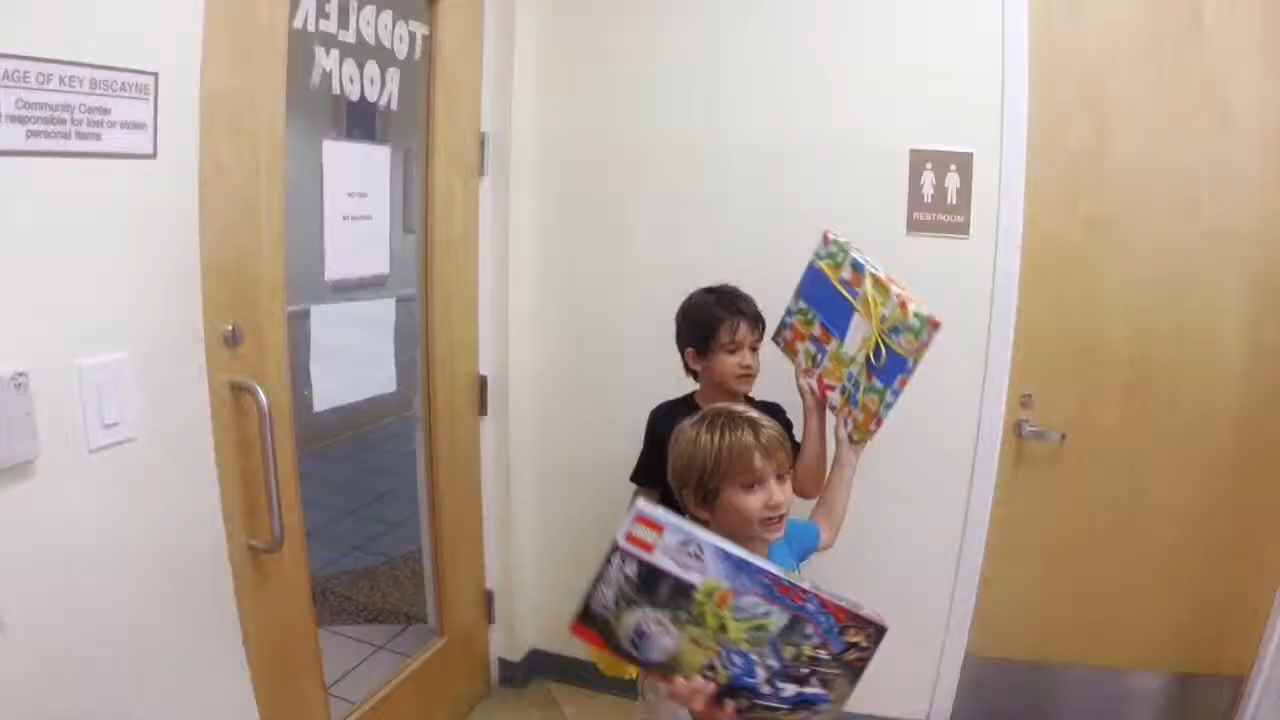 AGE OF KEY BISCAYNE
Community Center
responsible for lost or stolen
personal items
TODDLER
ROOM
RESTROOM
LEGO